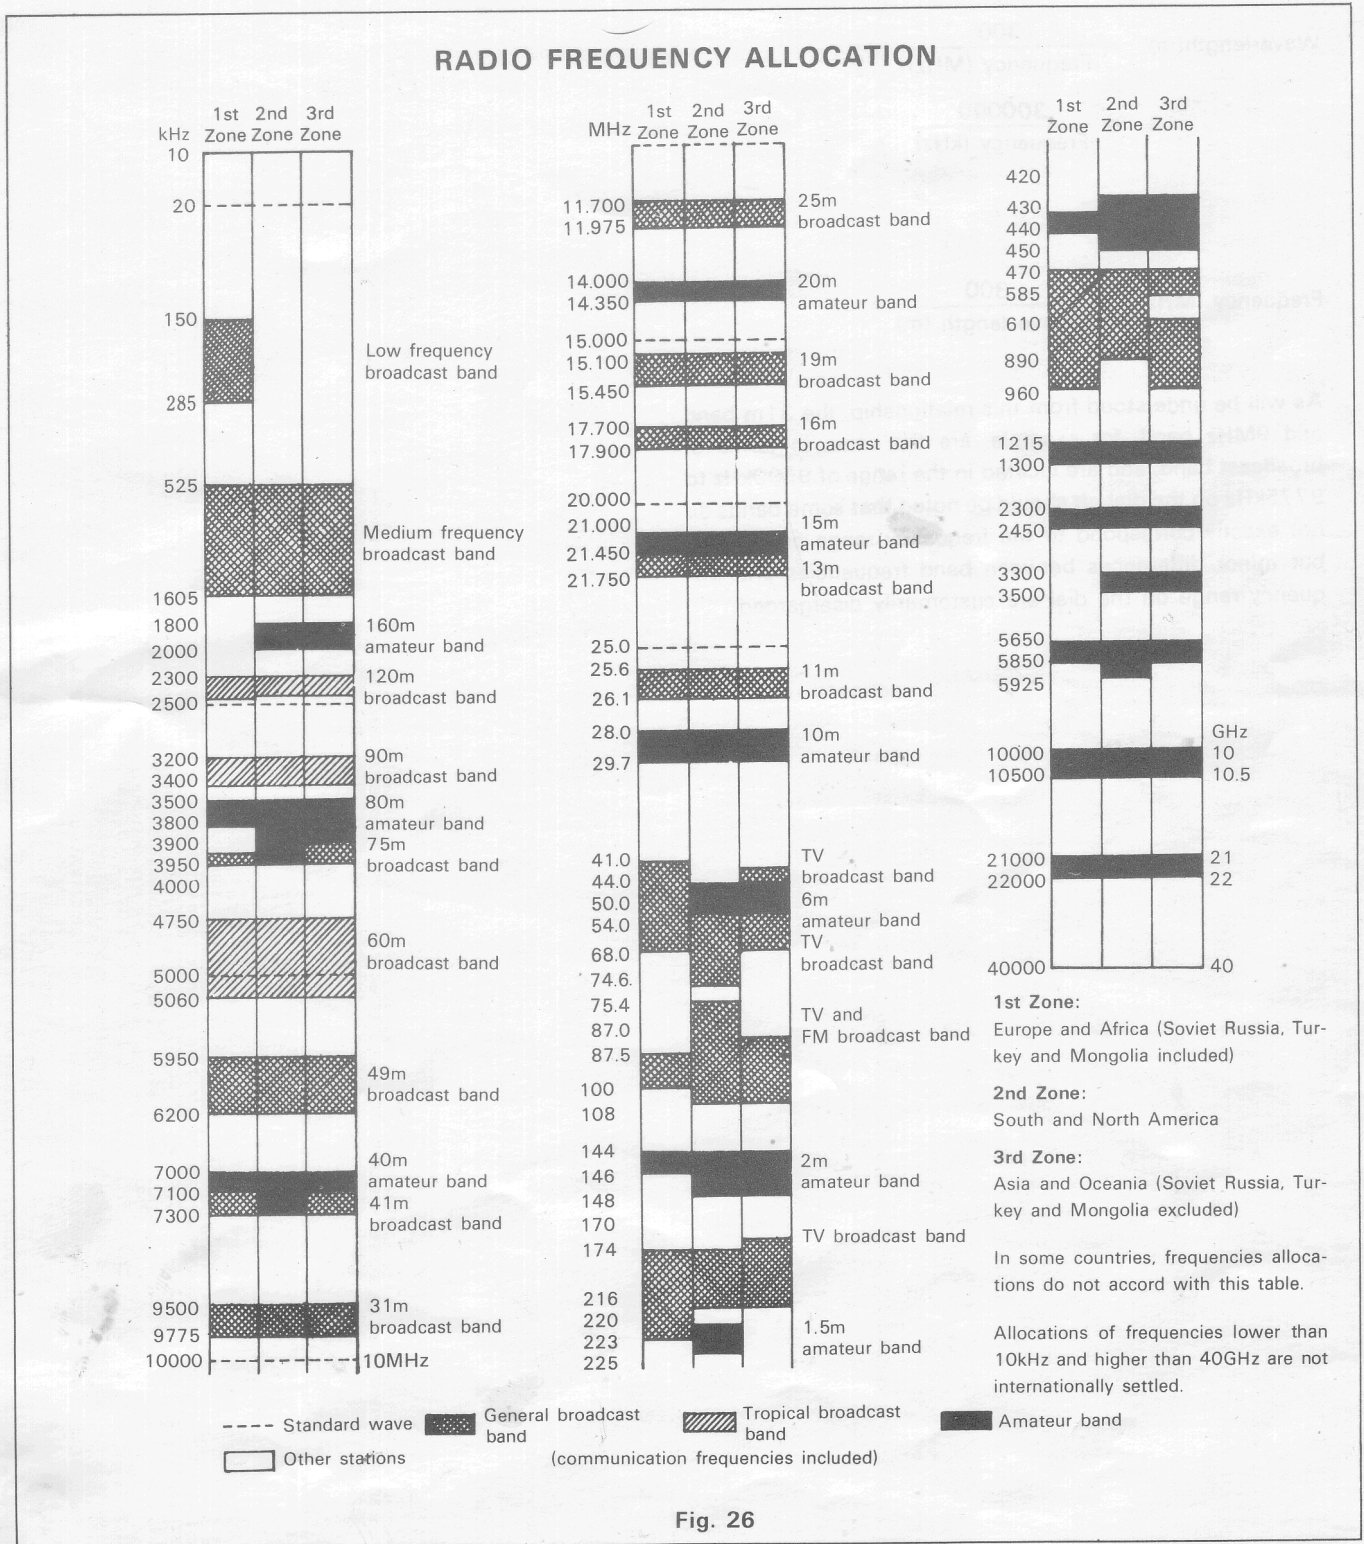 RADIO FREQUENCY ALLOCATION
1st 2nd 3rd
kHz Zone Zone Zone
10
20
150
Low frequency
broadcast band
285
525
Medium frequency
broadcast band
1605
1800 160m
2000 amateur band
2300 120m
broadcast band
2500
3200 90m
3400 broadcast band
3500 80m
3800 amateur band
3900 75m
3950 broadcast band
4000
4750
60m
broadcast band
5000
5060
5950
49m
broadcast band
6200
40m
7000 amateur band
7100 41m
7300 broadcast band
9500 31m
9775 broadcast band
10000 10MHz
1st 2nd 3rd
MHz Zone Zone Zone
11.700 25m
11.975 broadcast band
14.000 20m
14.350 amateur band
15.000
15.100 19m
15.450 broadcast band
17.700 16m
17.900 broadcast band
20.000
21.000 15m
amateur band
21.450 13m
21.750 broadcast band
25.0
25.6 11m
26.1 broadcast band
28.0 10m
29.7 amateur band
41.0 TV
44.0 broadcast band
50.0 6m
54.0 amateur band
TV
68.0 broadcast band
74.6.
75.4 TV and
87.0 FM broadcast band
87.5
100
108
144 2m
146 amateur band
148
170 TV broadcast band
174
216
220 1.5m
223 amateur band
225
1st 2nd 3rd
Zone Zone Zone
420
430
440
450
470
585
610
890
960
1215
1300
2300
2450
3300
3500
5650
5850
5925
GHz
10000 10
10500 10.5
21000 21
22000 22
40000 40
1st Zone:
Europe and Africa (Soviet Russia, Tur-
key and Mongolia included)
2nd Zone:
South and North America
3rd Zone:
Asia and Oceania (Soviet Russia, Tur-
key and Mongolia excluded)
In some countries, frequencies alloca-
tions do not accord with this table.
Allocations of frequencies lower than
10kHz and higher than 40GHz are not
internationally settled.
Standard wave
General broadcast
band
Tropical broadcast
band
Amateur band
Other stations
(communication frequencies included)
Fig. 26